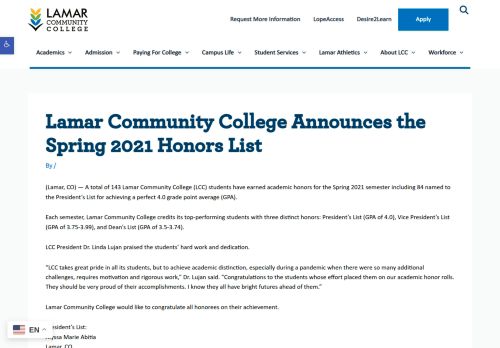 LAMAR
COMMUNITY
COLLEGE
Request More Information LopeAccess Desire2Learn Apply
Academics Admission Paying For College Campus Life Student Services Lamar Athletics About LCC Workforce
Lamar Community College Announces the
Spring 2021 Honors List
By /
(Lamar, CO) — A total of 143 Lamar Community College (LCC) students have earned academic honors for the Spring 2021 semester including 84 named to
the President's List for achieving a perfect 4.0 grade point average (GPA).
Each semester, Lamar Community College credits its top-performing students with three distinct honors: President's List (GPA of 4.0), Vice President's List
(GPA of 3.75-3.99), and Dean's List (GPA of 3.5-3.74).
LCC President Dr. Linda Lujan praised the students' hard work and dedication.
"LCC takes great pride in all its students, but to achieve academic distinction, especially during a pandemic when there were so many additional
challenges, requires motivation and rigorous work," Dr. Lujan said. "Congratulations to the students whose effort placed them on our academic honor rolls.
They should be very proud of their accomplishments. I know they all have bright futures ahead of them."
Lamar Community College would like to congratulate all honorees on their achievement.
resident's List:
Marie Abitia
Lamar, CO
EN